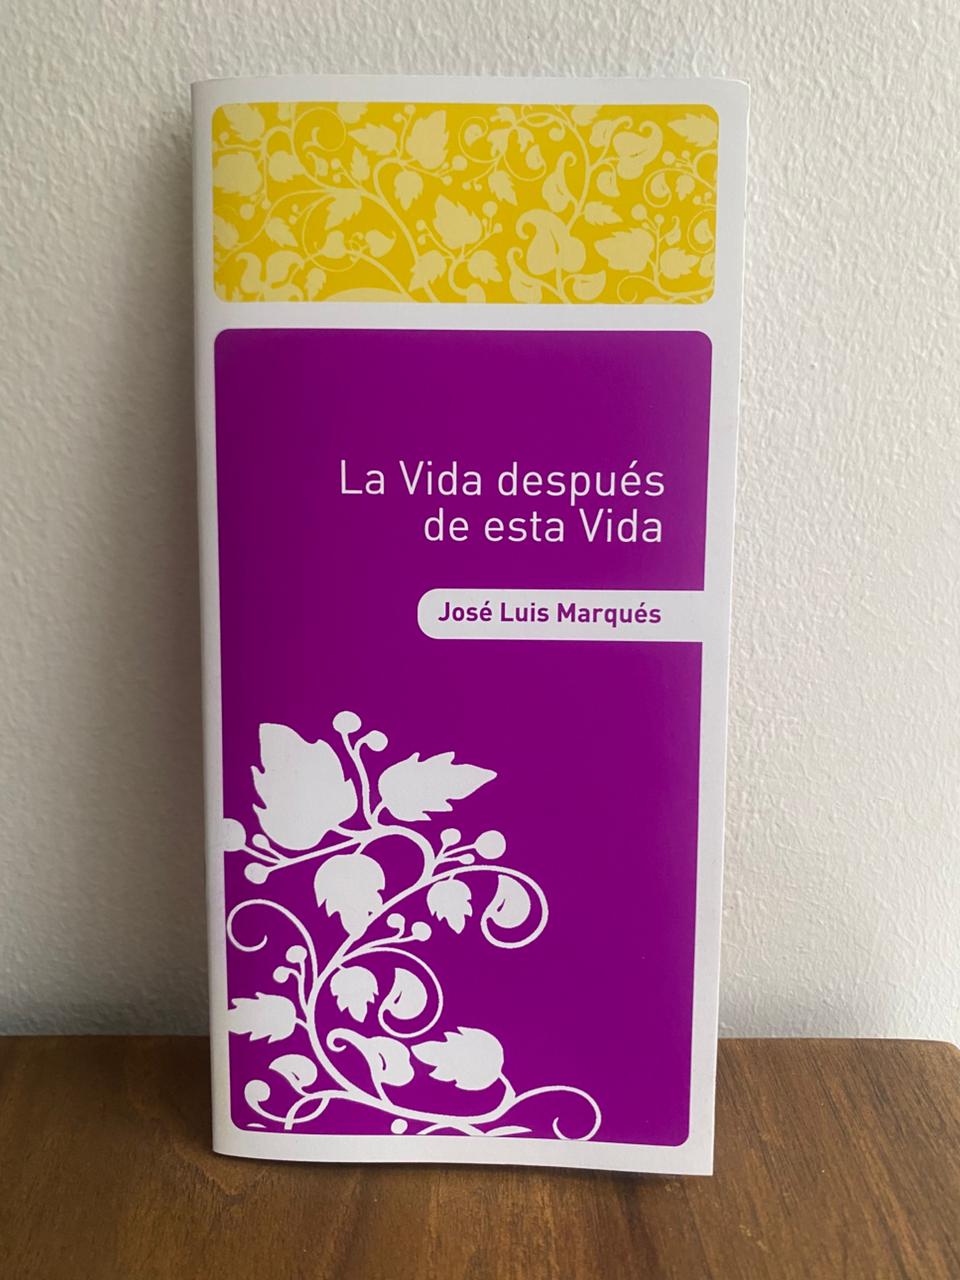 La Vida después
de esta Vida
José Luis Marqués